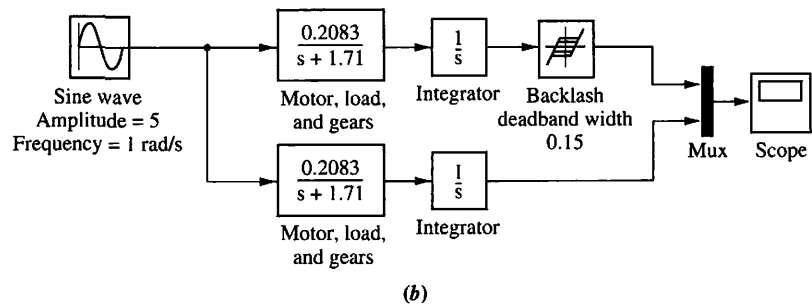 0.2083
s + 1.71
Motor, load,
and gears
1
s
Integrator
Backlash
deadband width
0.15
Sine wave
Amplitude = 5
Frequency = 1 rad/s
Mux
Scope
0.2083
s + 1.71
Motor, load,
and gears
1
s
Integrator
(b)